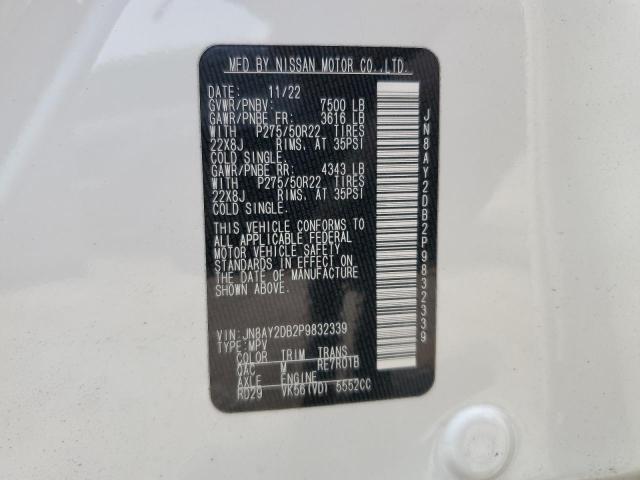 MFD BY NISSAN MOTOR CO.,LTD.
DATE: 11/22
GVWR/PNBV: 7500 LB
GAWR/PNBE FR: 3616 LB
WITH P275/50R22 TIRES
22X8J RIMS. AT 35PSI
COLD SINGLE.
GAWR/PNBE RR: 4343 LB
WITH P275/50R22 TIRES
22X8J RIMS. AT 35PSI
COLD SINGLE.
THIS VEHICLE CONFORMS TO
ALL APPLICABLE FEDERAL
MOTOR VEHICLE SAFETY
STANDARDS IN EFFECT ON
THE DATE OF MANUFACTURE
SHOWN ABOVE.
VIN: JN8AY2DB2P9832339
TYPE: MPV
COLOR TRIM TRANS
QAC M RE7R01B
AXLE ENGINE
RD29 VK56(VD) 5552CC
JN8AY2DB2P9832339